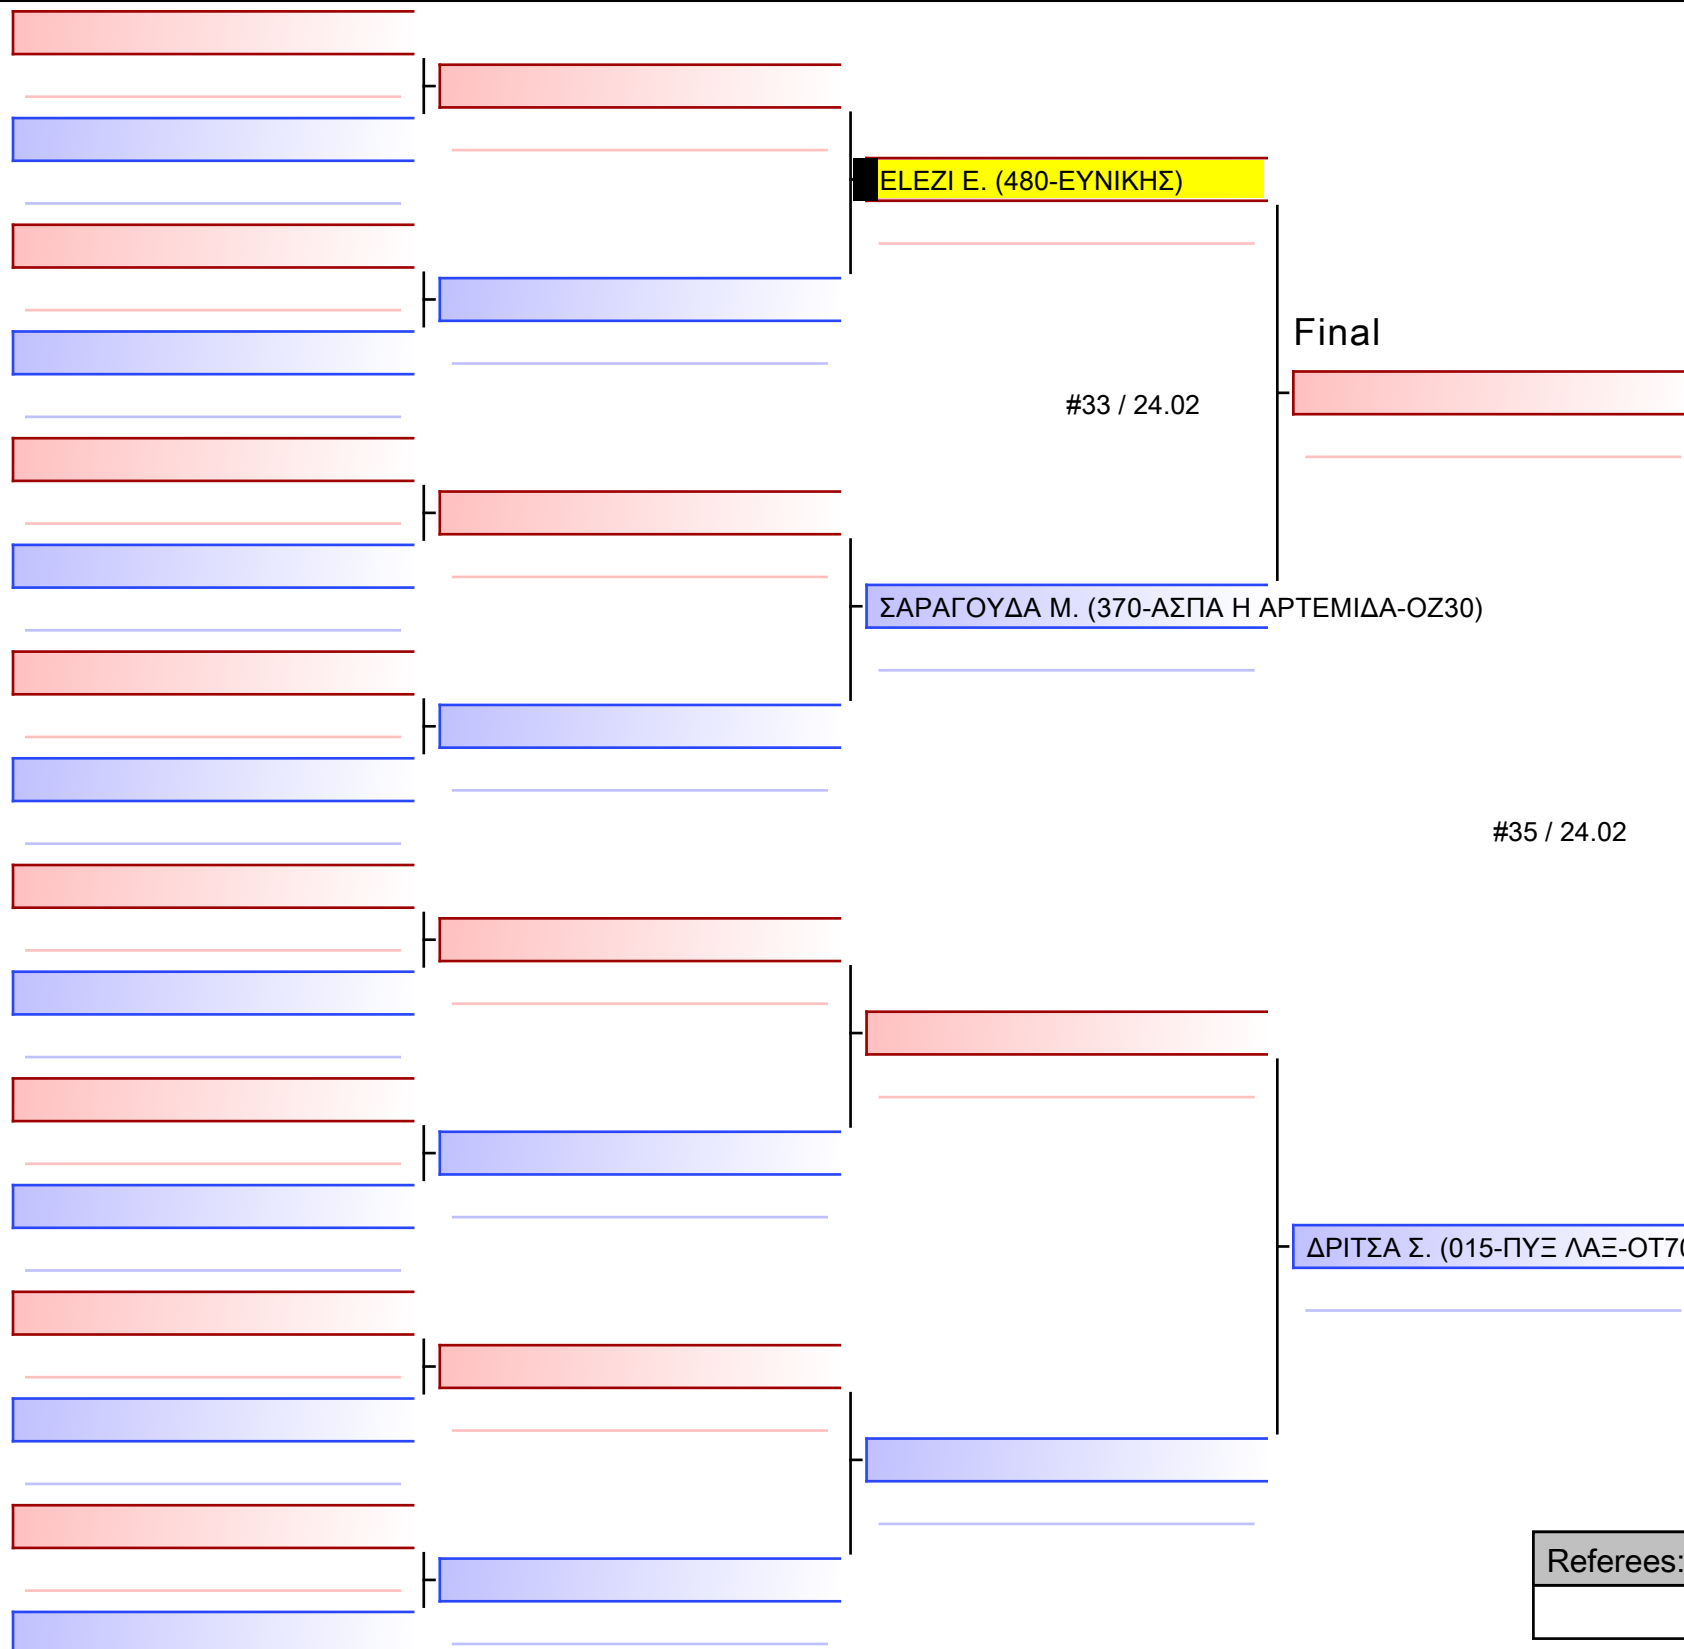 ELEZI E. (480-ΕΥΝΙΚΗΣ)
Final
#33 / 24.02
ΣΑΡΑΓΟΥΔΑ Μ. (370-ΑΣΠΑ Η ΑΡΤΕΜΙΔΑ-ΟΖ30)
#35 / 24.02
ΔΡΙΤΣΑ Σ. (015-ΠΥΞ ΛΑΞ-ΟΤ70
Referees: